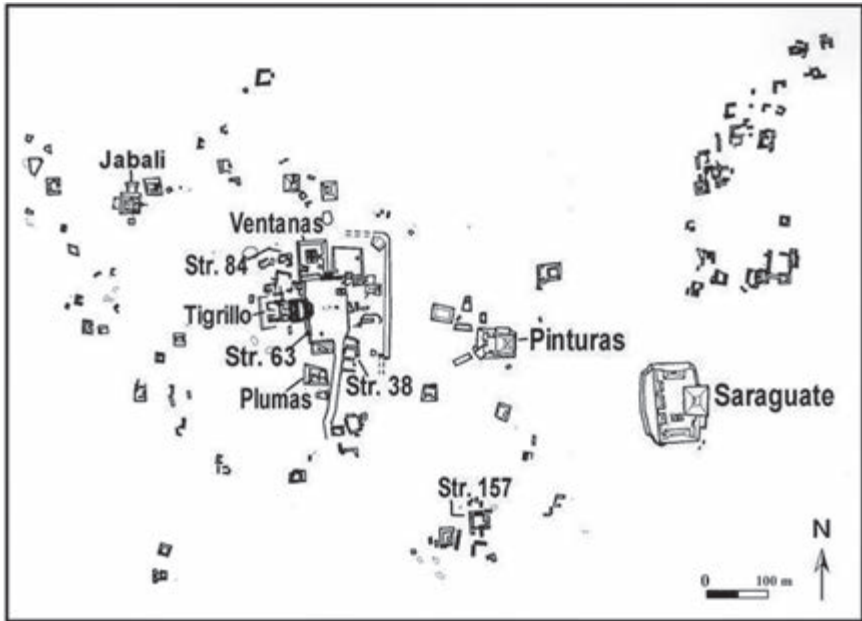 Jabali
Ventanas
Str. 84
Tigrillo
Str. 63
Pinturas
Plumas
Str. 38
Saraguate
Str. 157
N
0 100 m